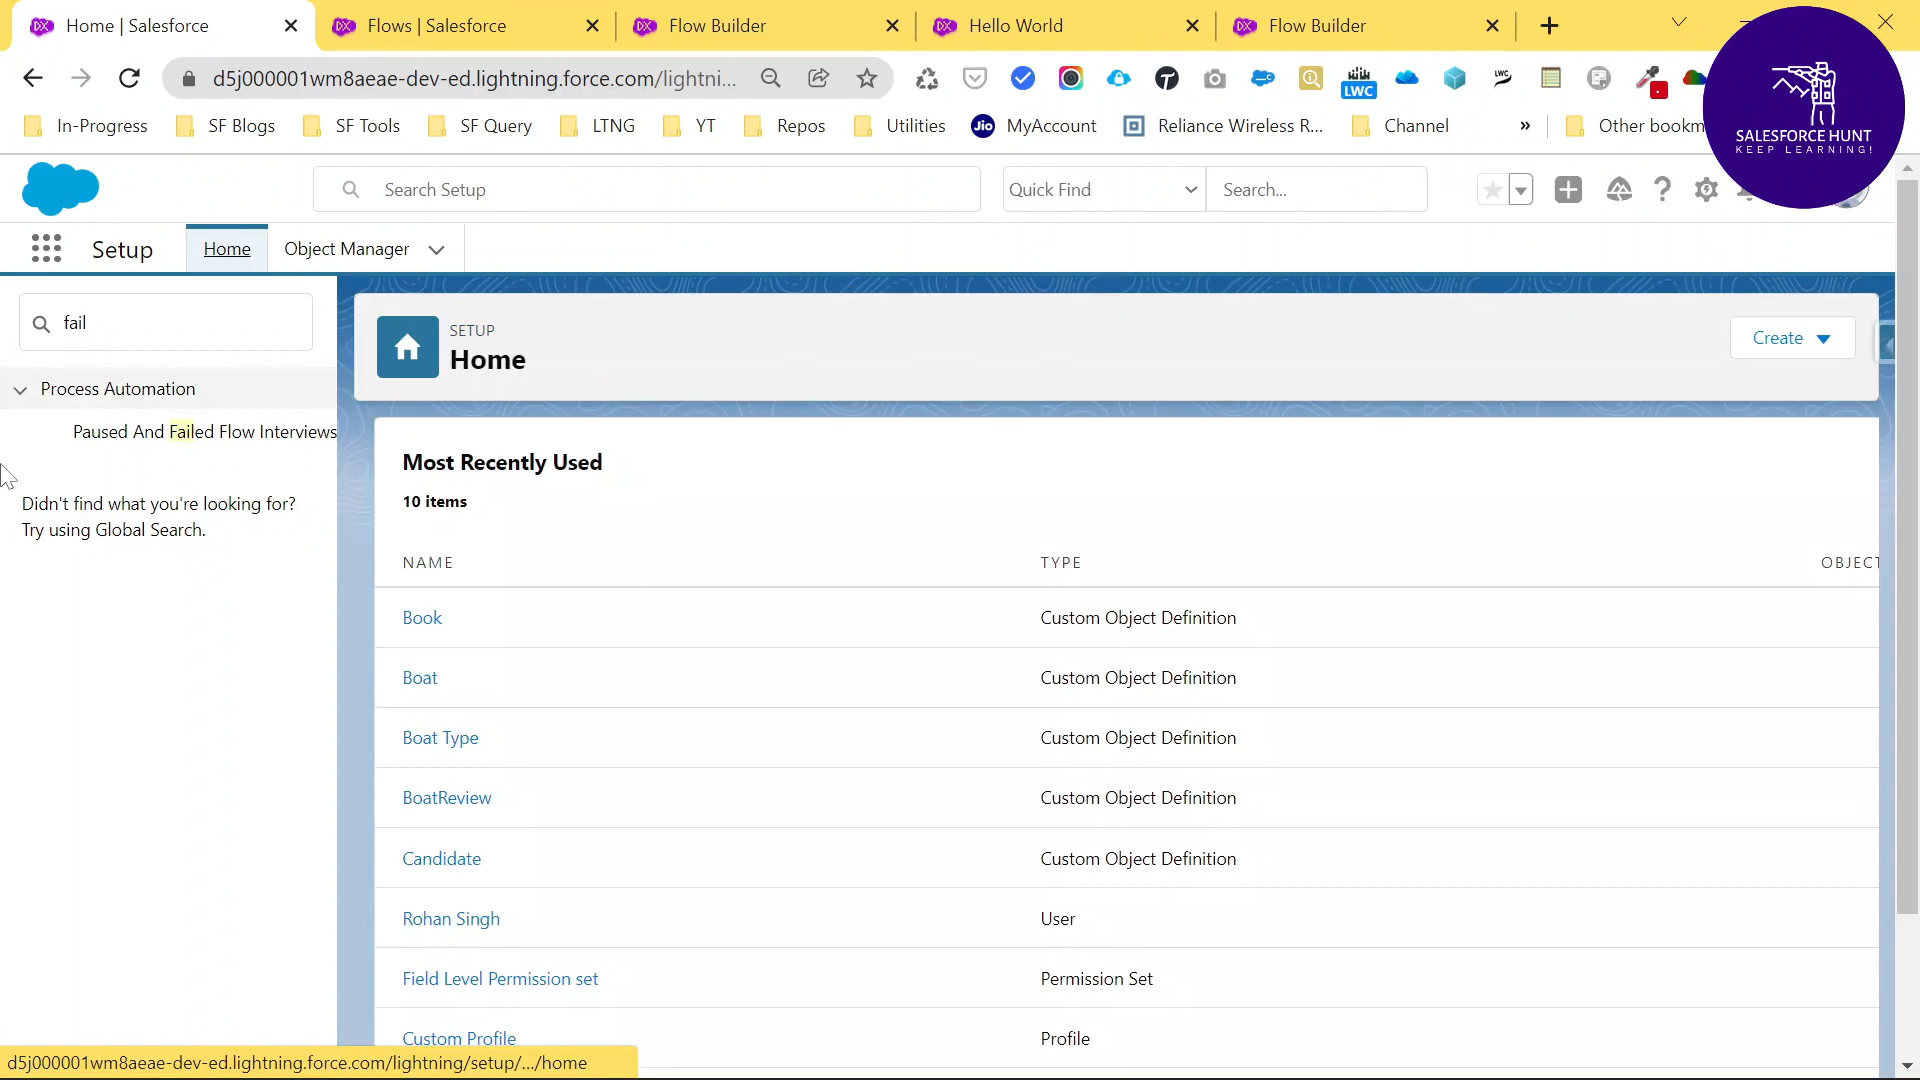 Home | Salesforce
Flows | Salesforce
Flow Builder
Hello World
Flow Builder
d5j000001wm8aeae-dev-ed.lightning.force.com/lightni...
LWC
LWC
In-Progress
SF Blogs
SF Tools
SF Query
LTNG
YT
Repos
Utilities
Jio
MyAccount
Reliance Wireless R...
Channel
»
Other bookm
SALESFORCE HUNT
KEEP LEARNING!
Search Setup
Quick Find
Search...
Setup
Home
Object Manager
fail
SETUP
Home
Create
Process Automation
Paused And Failed Flow Interviews
Didn't find what you're looking for?
Try using Global Search.
Most Recently Used
10 items
NAME
TYPE
OBJECT
Book
Custom Object Definition
Boat
Custom Object Definition
Boat Type
Custom Object Definition
BoatReview
Custom Object Definition
Candidate
Custom Object Definition
Rohan Singh
User
Field Level Permission set
Permission Set
Custom Profile
Profile
d5j000001wm8aeae-dev-ed.lightning.force.com/lightning/setup/.../home